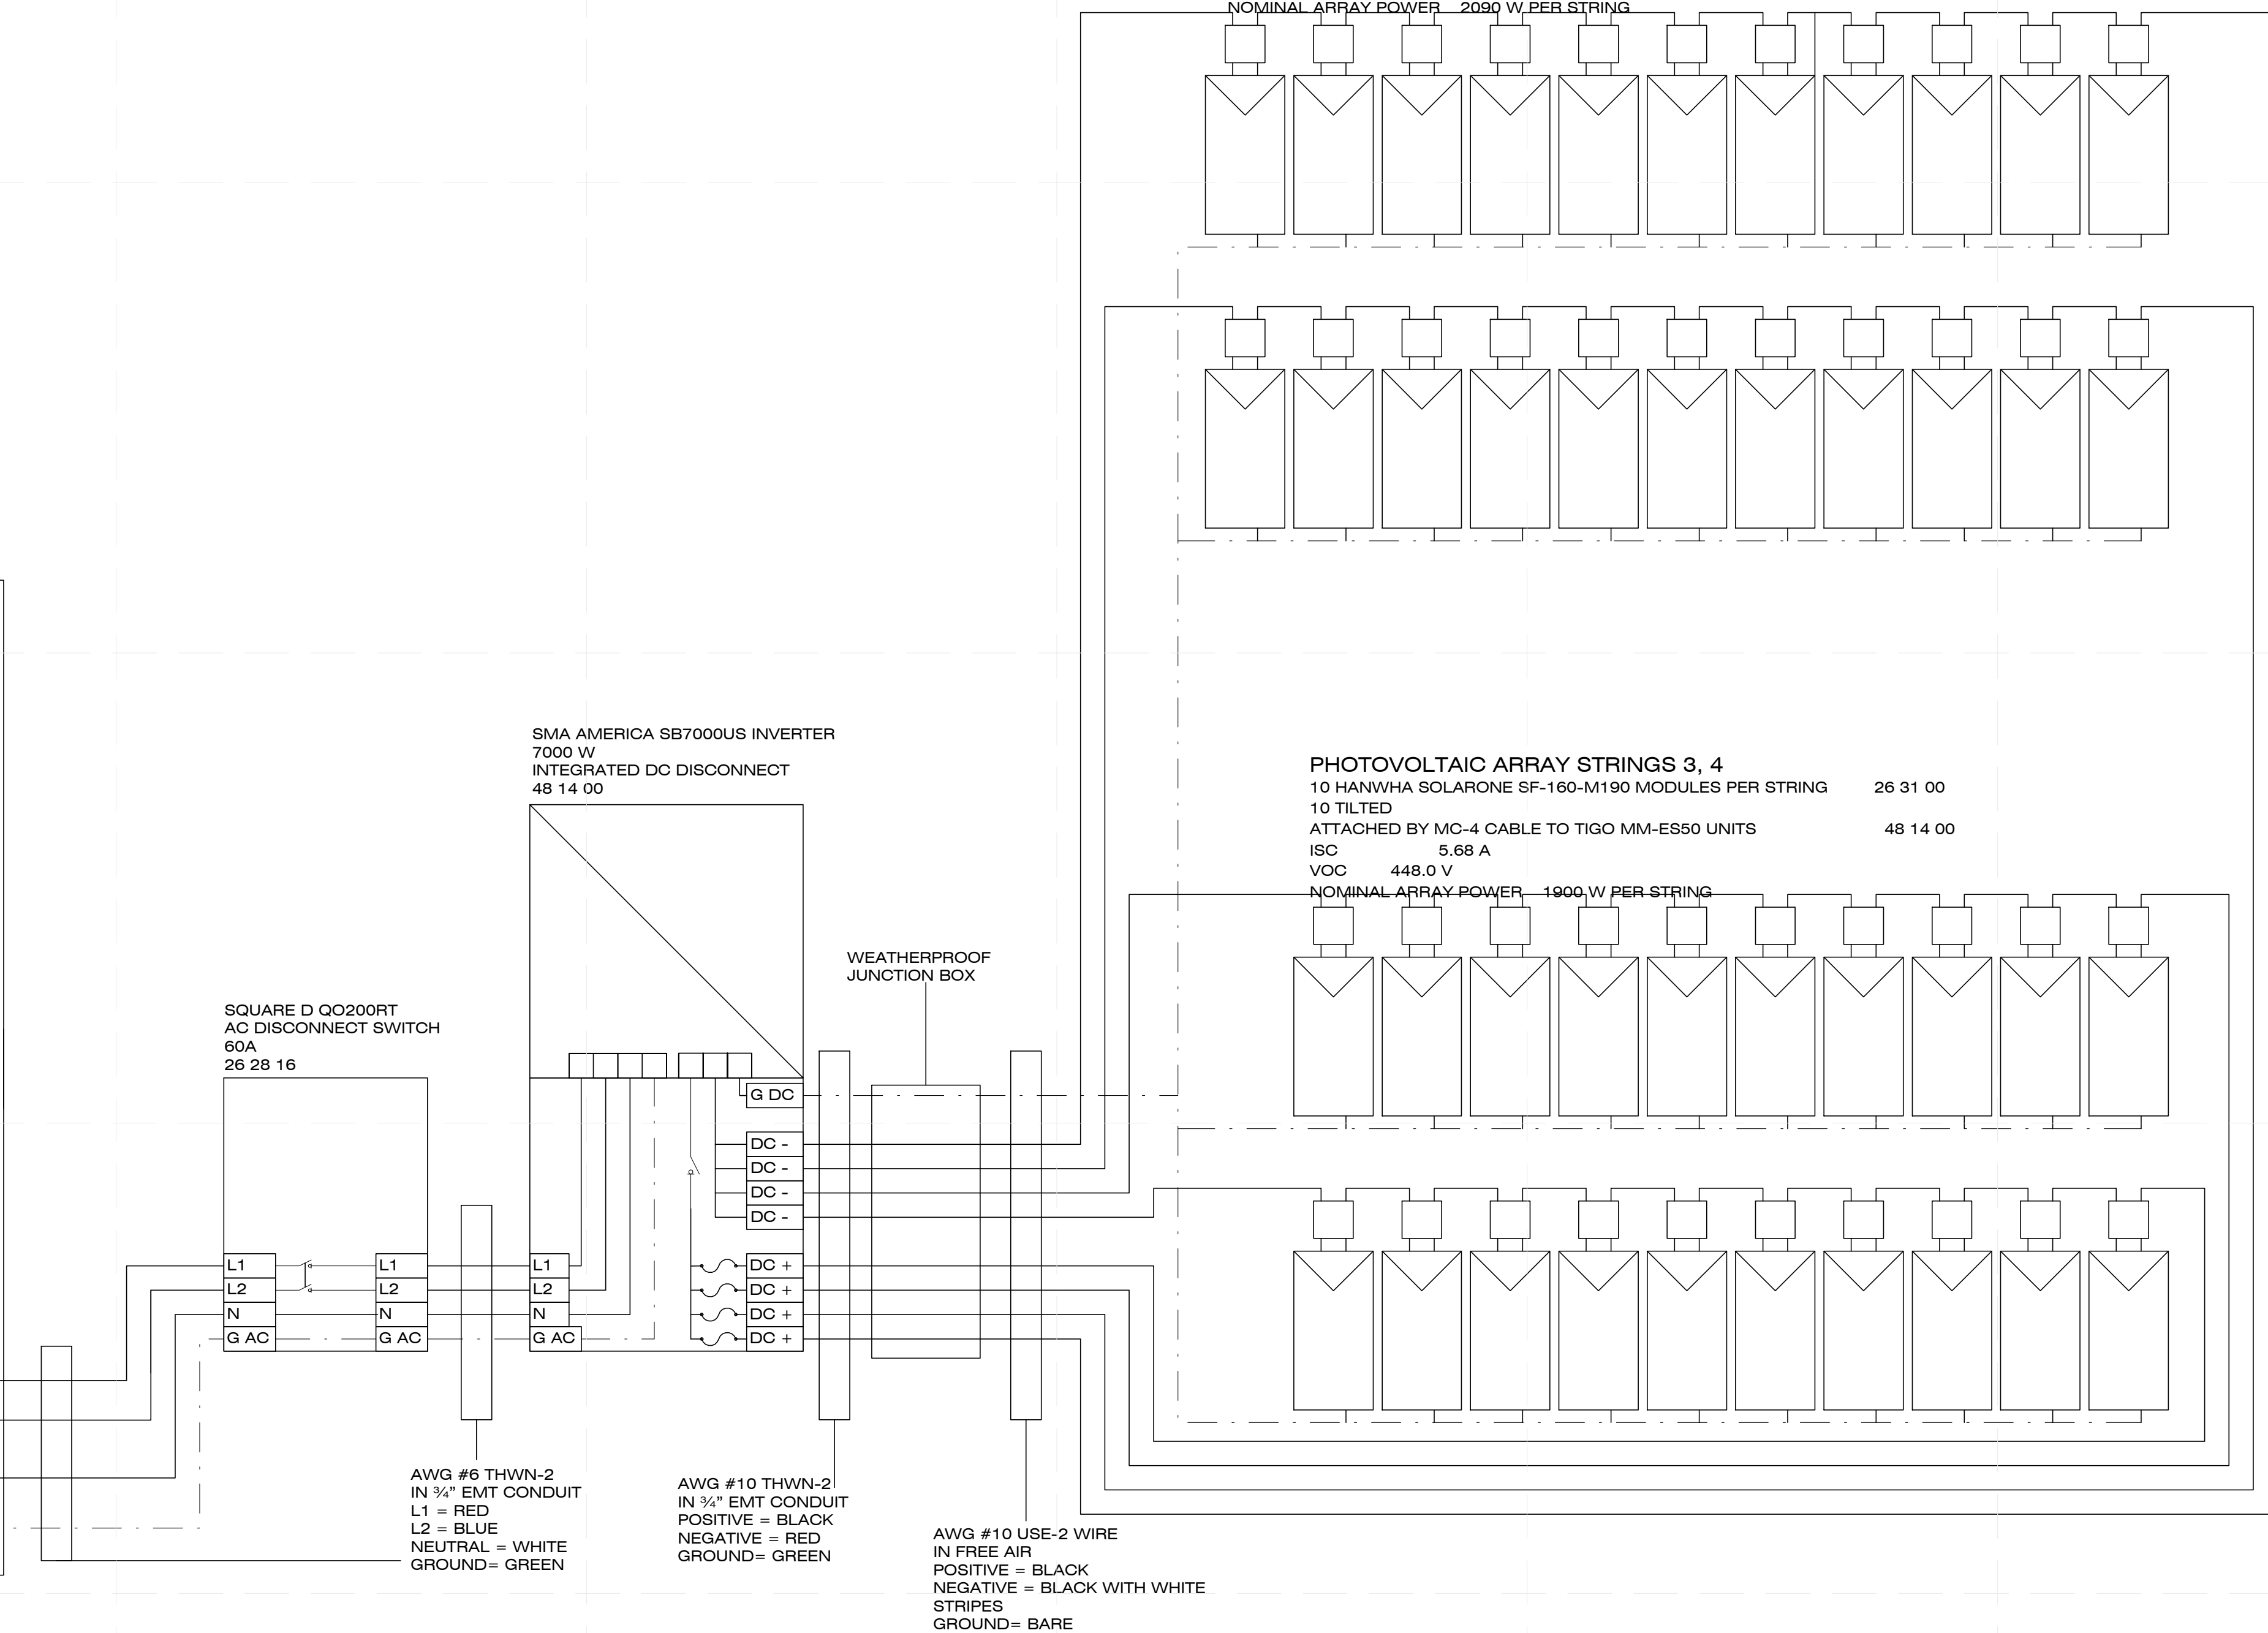 NOMINAL ARRAY POWER 2090 W PER STRING
SMA AMERICA SB7000US INVERTER
7000 W
INTEGRATED DC DISCONNECT
48 14 00
PHOTOVOLTAIC ARRAY STRINGS 3, 4
10 HANWHA SOLARONE SF-160-M190 MODULES PER STRING 26 31 00
10 TILTED
ATTACHED BY MC-4 CABLE TO TIGO MM-ES50 UNITS 48 14 00
ISC 5.68 A
VOC 448.0 V
NOMINAL ARRAY POWER 1900 W PER STRING
WEATHERPROOF
JUNCTION BOX
SQUARE D QO200RT
AC DISCONNECT SWITCH
60A
26 28 16
G DC
DC -
DC -
DC -
DC -
L1 L1 L1 DC +
L2 L2 L2 DC +
N N N DC +
G AC G AC G AC DC +
AWG #6 THWN-2
IN ¾” EMT CONDUIT
L1 = RED
L2 = BLUE
NEUTRAL = WHITE
GROUND= GREEN
AWG #10 THWN-2
IN ¾” EMT CONDUIT
POSITIVE = BLACK
NEGATIVE = RED
GROUND= GREEN
AWG #10 USE-2 WIRE
IN FREE AIR
POSITIVE = BLACK
NEGATIVE = BLACK WITH WHITE
STRIPES
GROUND= BARE